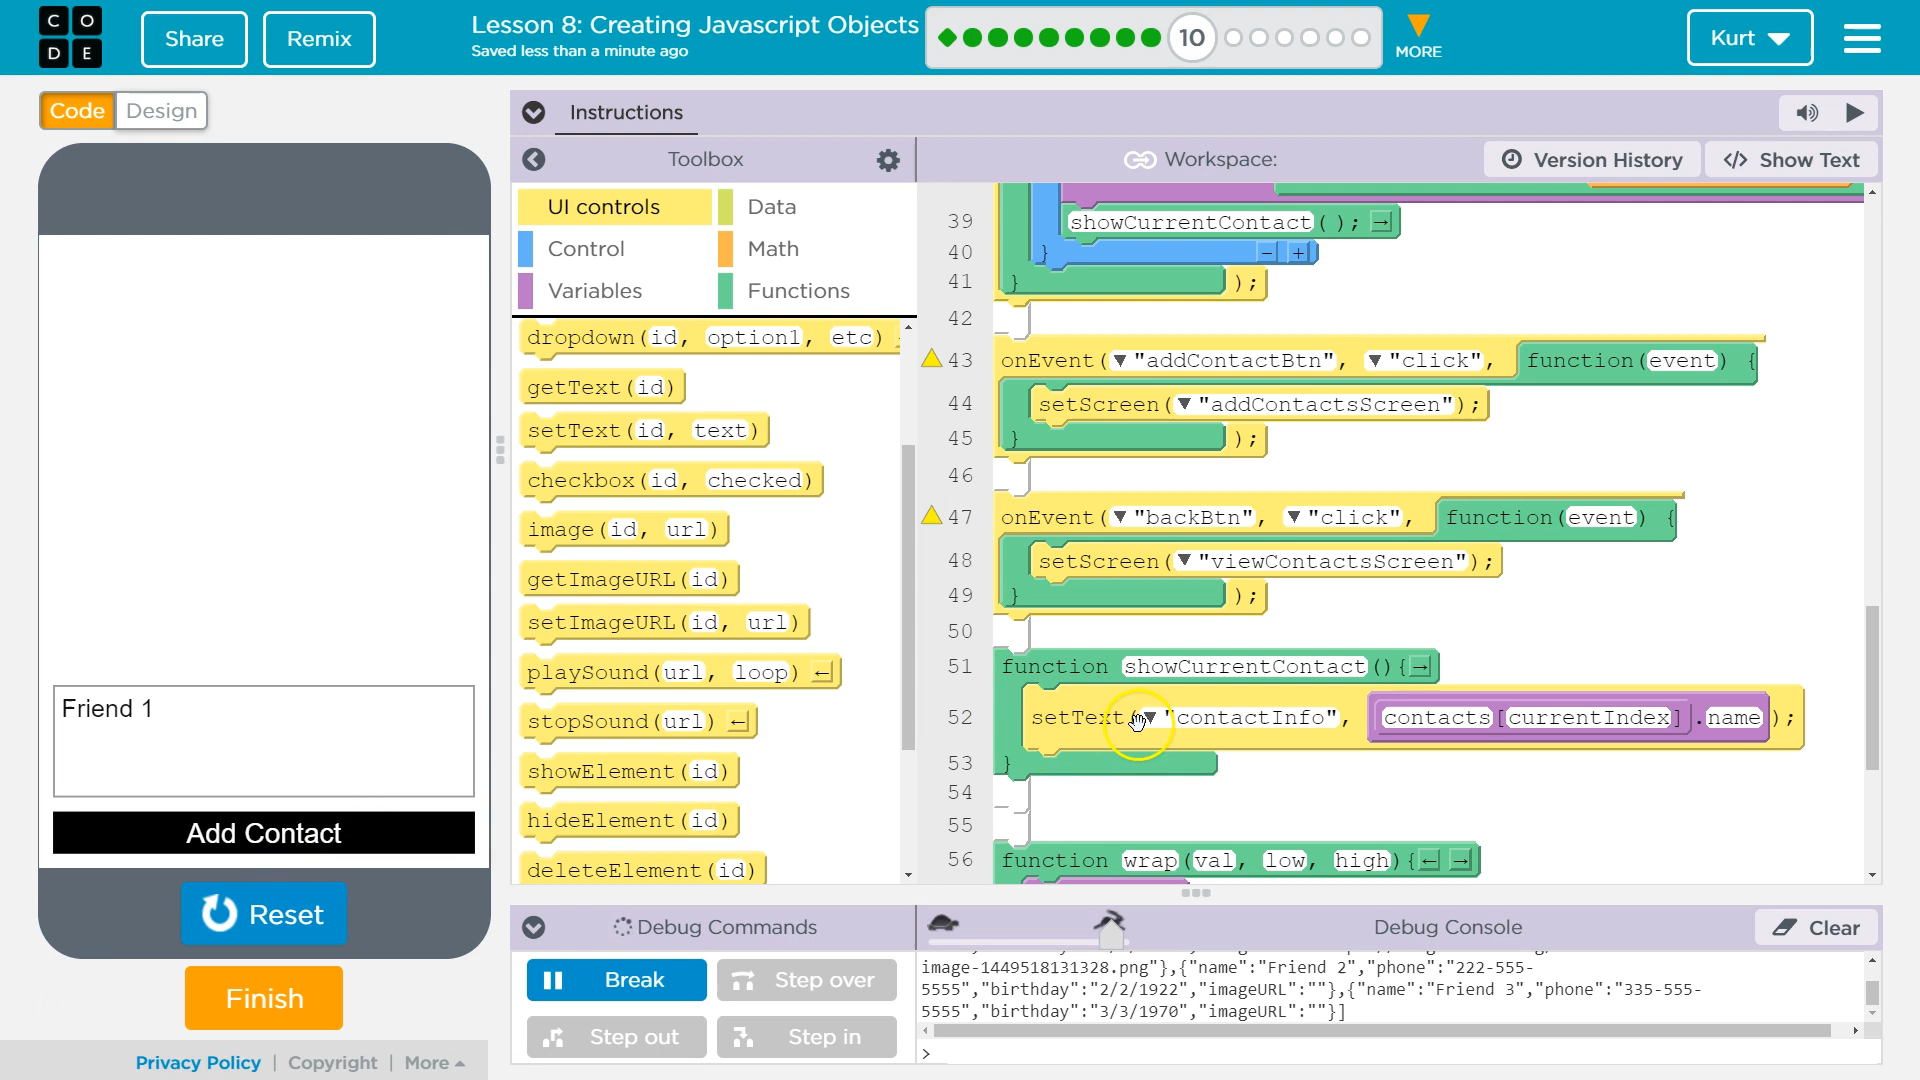 C O
D E
Share
Remix
Lesson 8: Creating Javascript Objects
Saved less than a minute ago
10
MORE
Kurt
Code
Design
Instructions
Toolbox
Workspace:
Version History
</> Show Text
UI controls
Data
Control
Math
Variables
Functions
dropdown(id, option1, etc)
getText(id)
setText(id, text)
checkbox(id, checked)
image(id, url)
getImageURL(id)
setImageURL(id, url)
playSound(url, loop)
stopSound(url)
showElement(id)
hideElement(id)
deleteElement(id)
39 showCurrentContact();
40 }
41 });
42
43 onEvent("addContactBtn", "click", function(event) {
44 setScreen("addContactsScreen");
45 });
46
47 onEvent("backBtn", "click", function(event) {
48 setScreen("viewContactsScreen");
49 });
50
51 function showCurrentContact(){
52 setText("contactInfo", contacts[currentIndex].name);
53 }
54
55
56 function wrap(val, low, high){
Friend 1
Add Contact
Reset
Finish
Privacy Policy | Copyright | More
Debug Commands
Break
Step over
Step out
Step in
Debug Console
Clear
image-1449518131328.png"},{"name":"Friend 2","phone":"222-555-
5555","birthday":"2/2/1922","imageURL":""},{"name":"Friend 3","phone":"335-555-
5555","birthday":"3/3/1970","imageURL":""}]
>